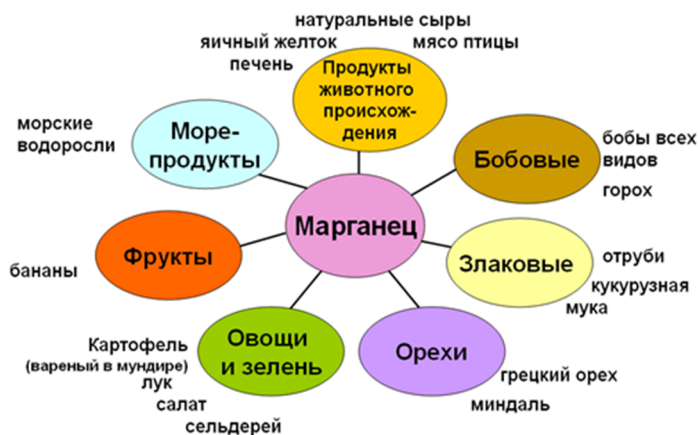 натуральные сыры
яичный желток
мясо птицы
печень
Продукты
животного
происхож-
дения
морские
водоросли
Море-
продукты
Бобовые
бобы всех
видов
горох
Марганец
Фрукты
бананы
Злаковые
отруби
кукурузная
мука
Овощи
и зелень
Картофель
(вареный в мундире)
лук
салат
сельдерей
Орехи
грецкий орех
миндаль